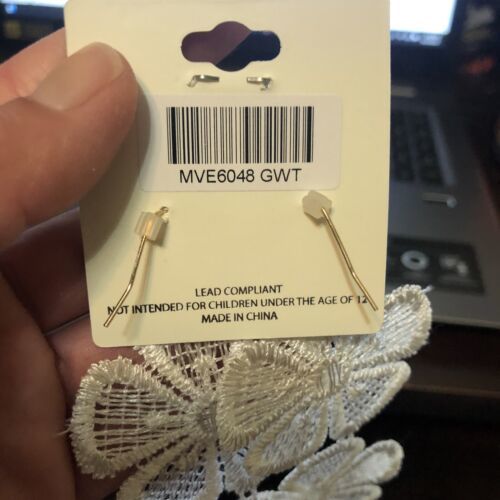 MVE6048 GWT
LEAD COMPLIANT
NOT INTENDED FOR CHILDREN UNDER THE AGE OF 12
MADE IN CHINA